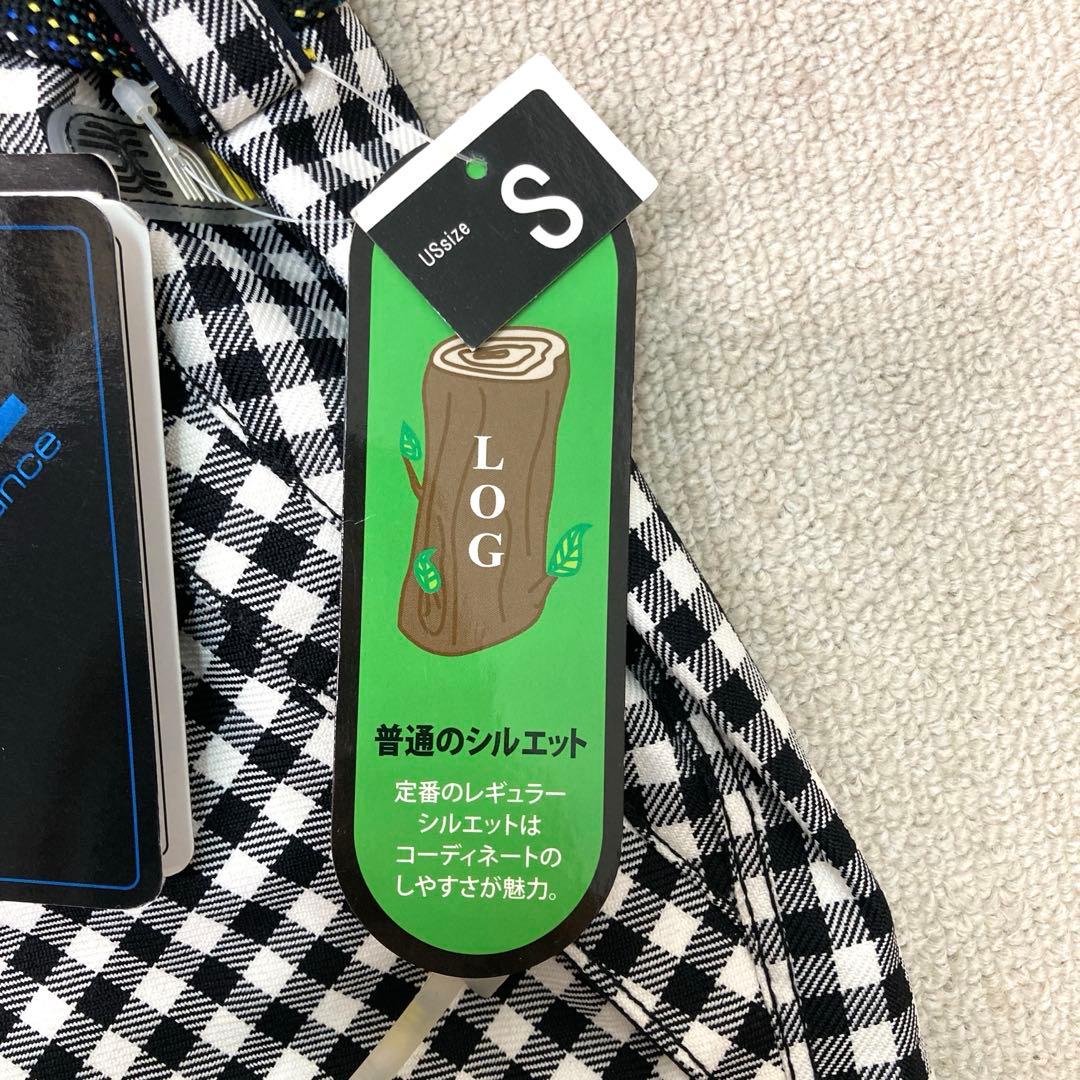 S
USsize
LOG
普通のシルエット
定番のレギュラー
シルエットは
コーディネートの
しやすさが魅力。